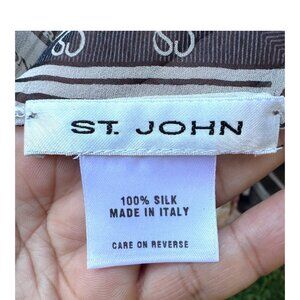 ST. JOHN
100% SILK
MADE IN ITALY
CARE ON REVERSE